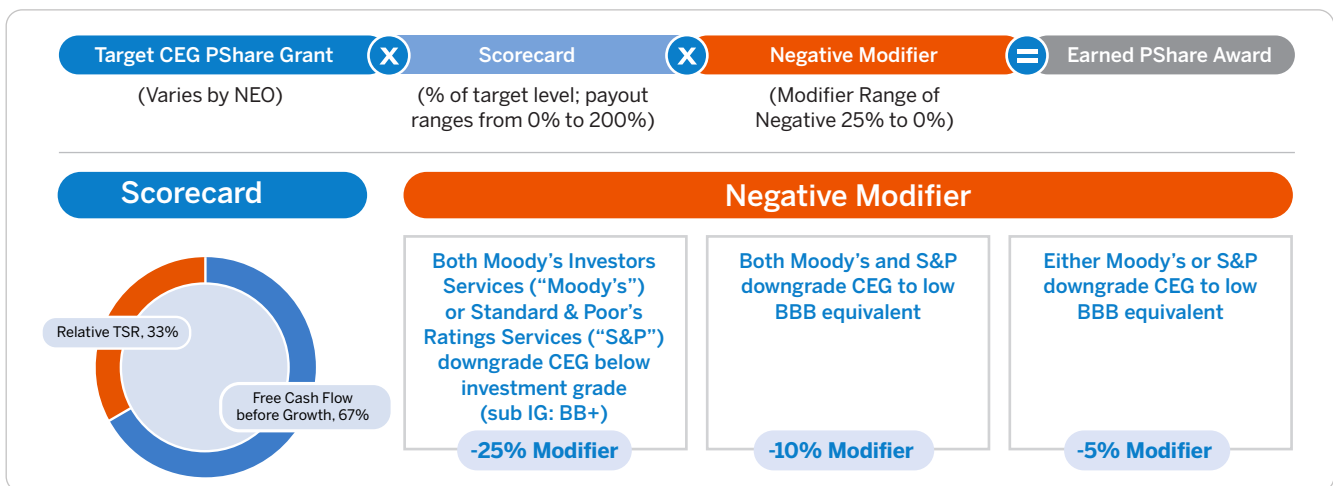 Target CEG PShare Grant
X
Scorecard
X
Negative Modifier
=
Earned PShare Award
(Varies by NEO)
(% of target level; payout
ranges from 0% to 200%)
(Modifier Range of
Negative 25% to 0%)
Scorecard
Relative TSR, 33%
Free Cash Flow
before Growth, 67%
Negative Modifier
Both Moody's Investors
Services (“Moody's”)
or Standard & Poor's
Ratings Services (“S&P”)
downgrade CEG below
investment grade
(sub IG: BB+)
-25% Modifier
Both Moody's and S&P
downgrade CEG to low
BBB equivalent
-10% Modifier
Either Moody's or S&P
downgrade CEG to low
BBB equivalent
-5% Modifier